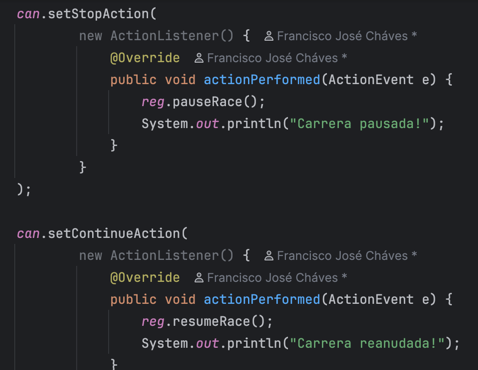 can.setStopAction(
new ActionListener() { Francisco José Cháves *
@Override Francisco José Cháves *
public void actionPerformed(ActionEvent e) {
reg.pauseRace();
System.out.println("Carrera pausada!");
}
}
);
can.setContinueAction(
new ActionListener() { Francisco José Cháves *
@Override Francisco José Cháves *
public void actionPerformed(ActionEvent e) {
reg.resumeRace();
System.out.println("Carrera reanudada!");
}